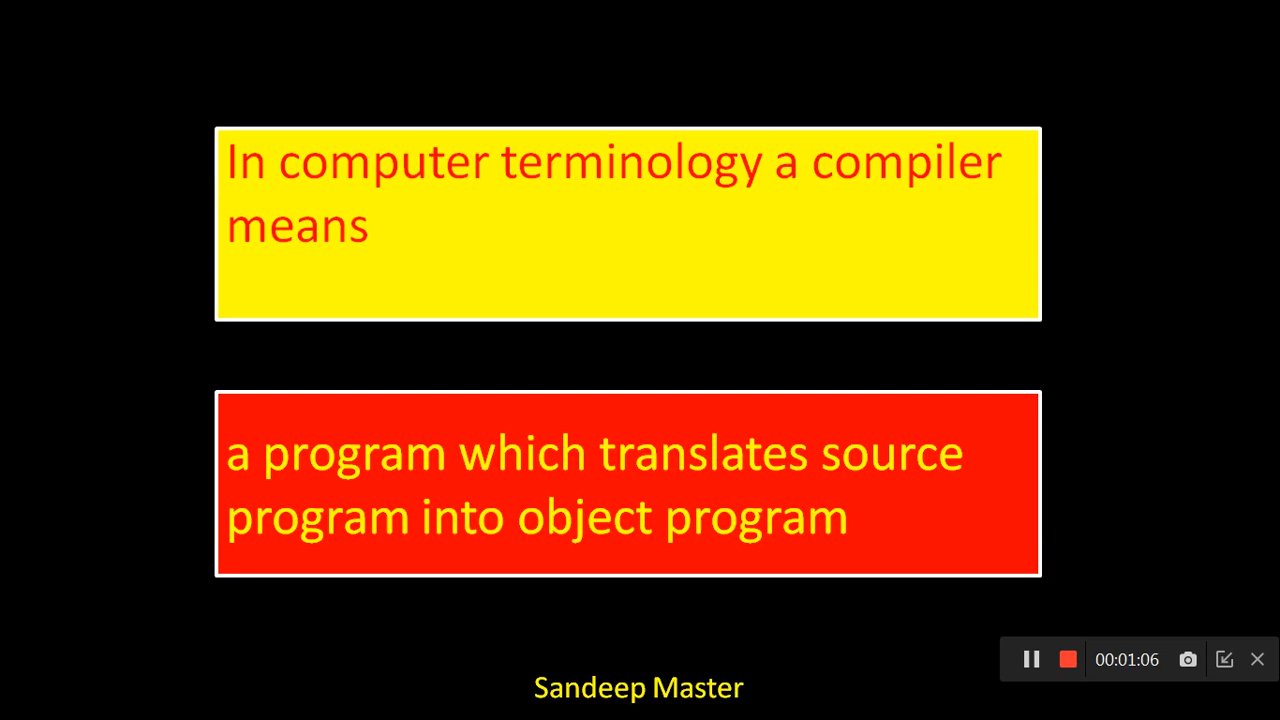 In computer terminology a compiler
means
a program which translates source
program into object program
00:01:06
Sandeep Master